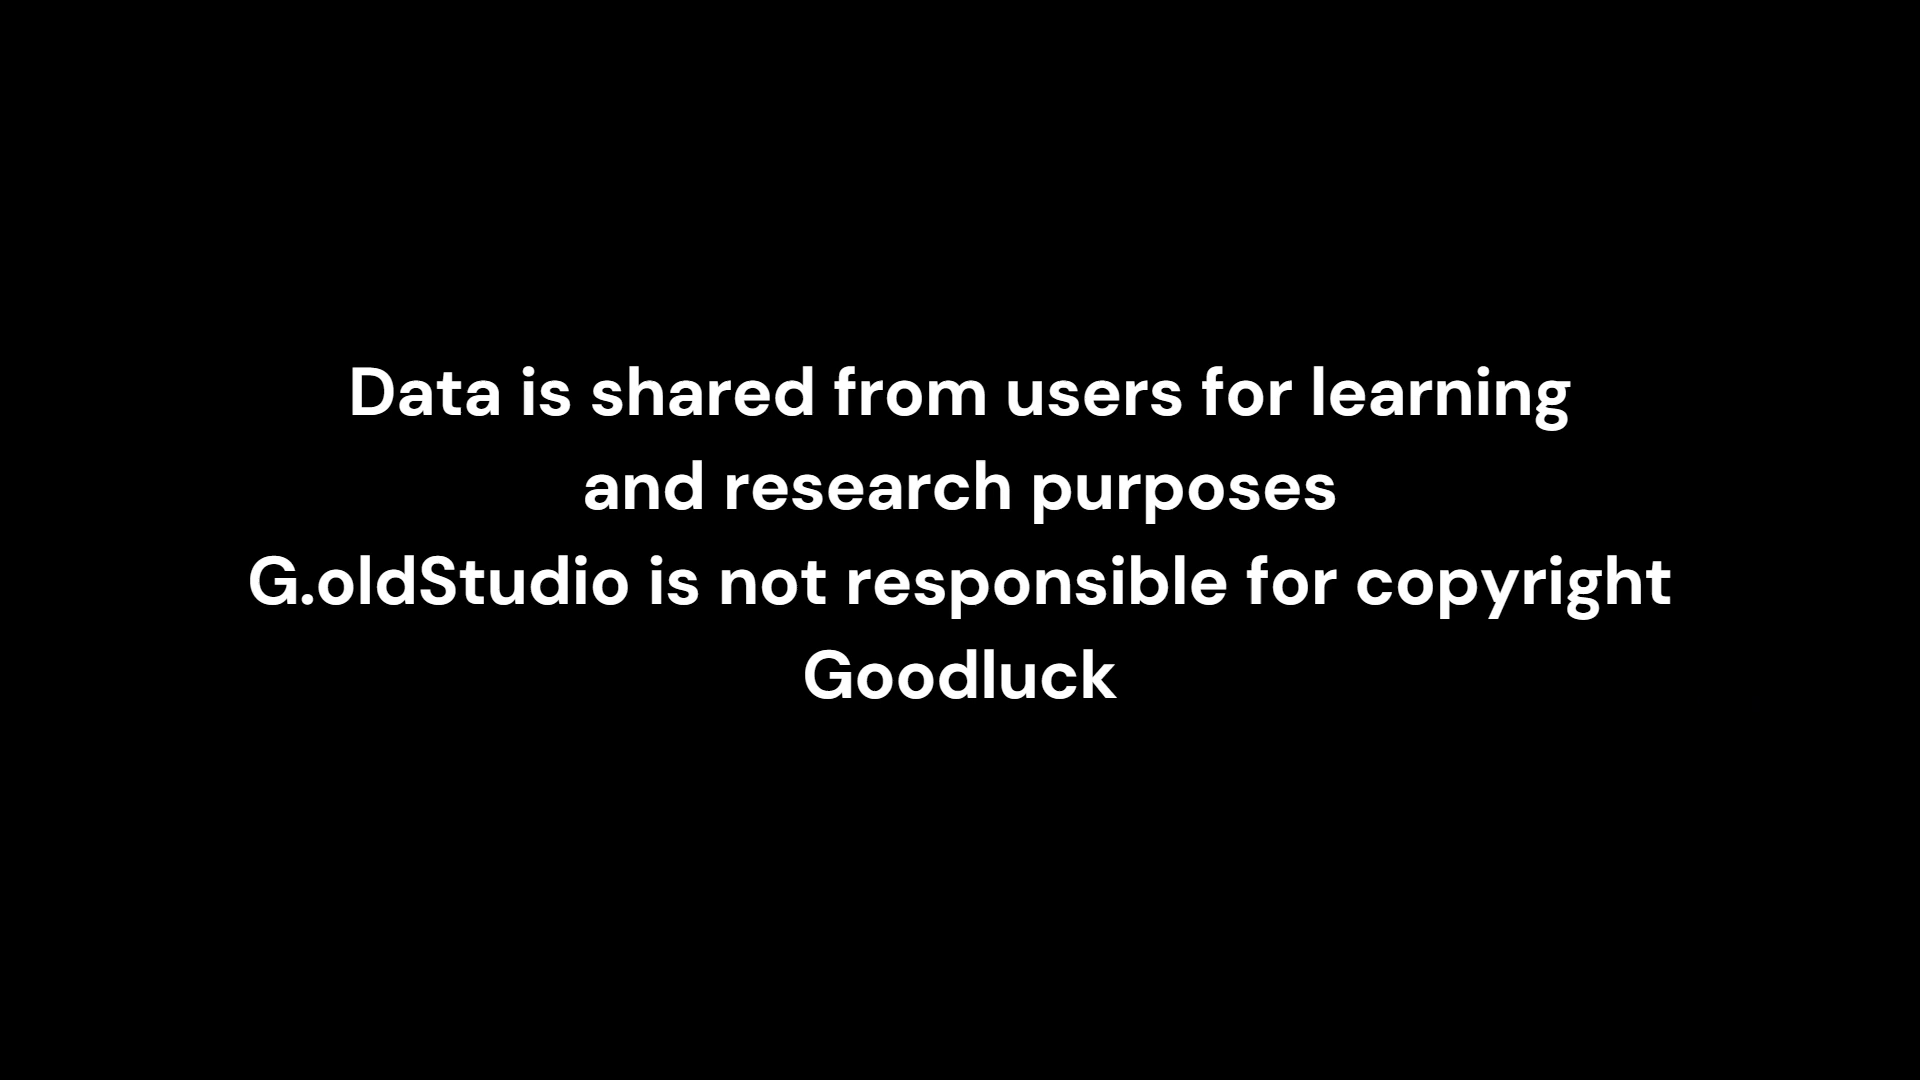 Data is shared from users for learning
and research purposes
G.oldStudio is not responsible for copyright
Goodluck